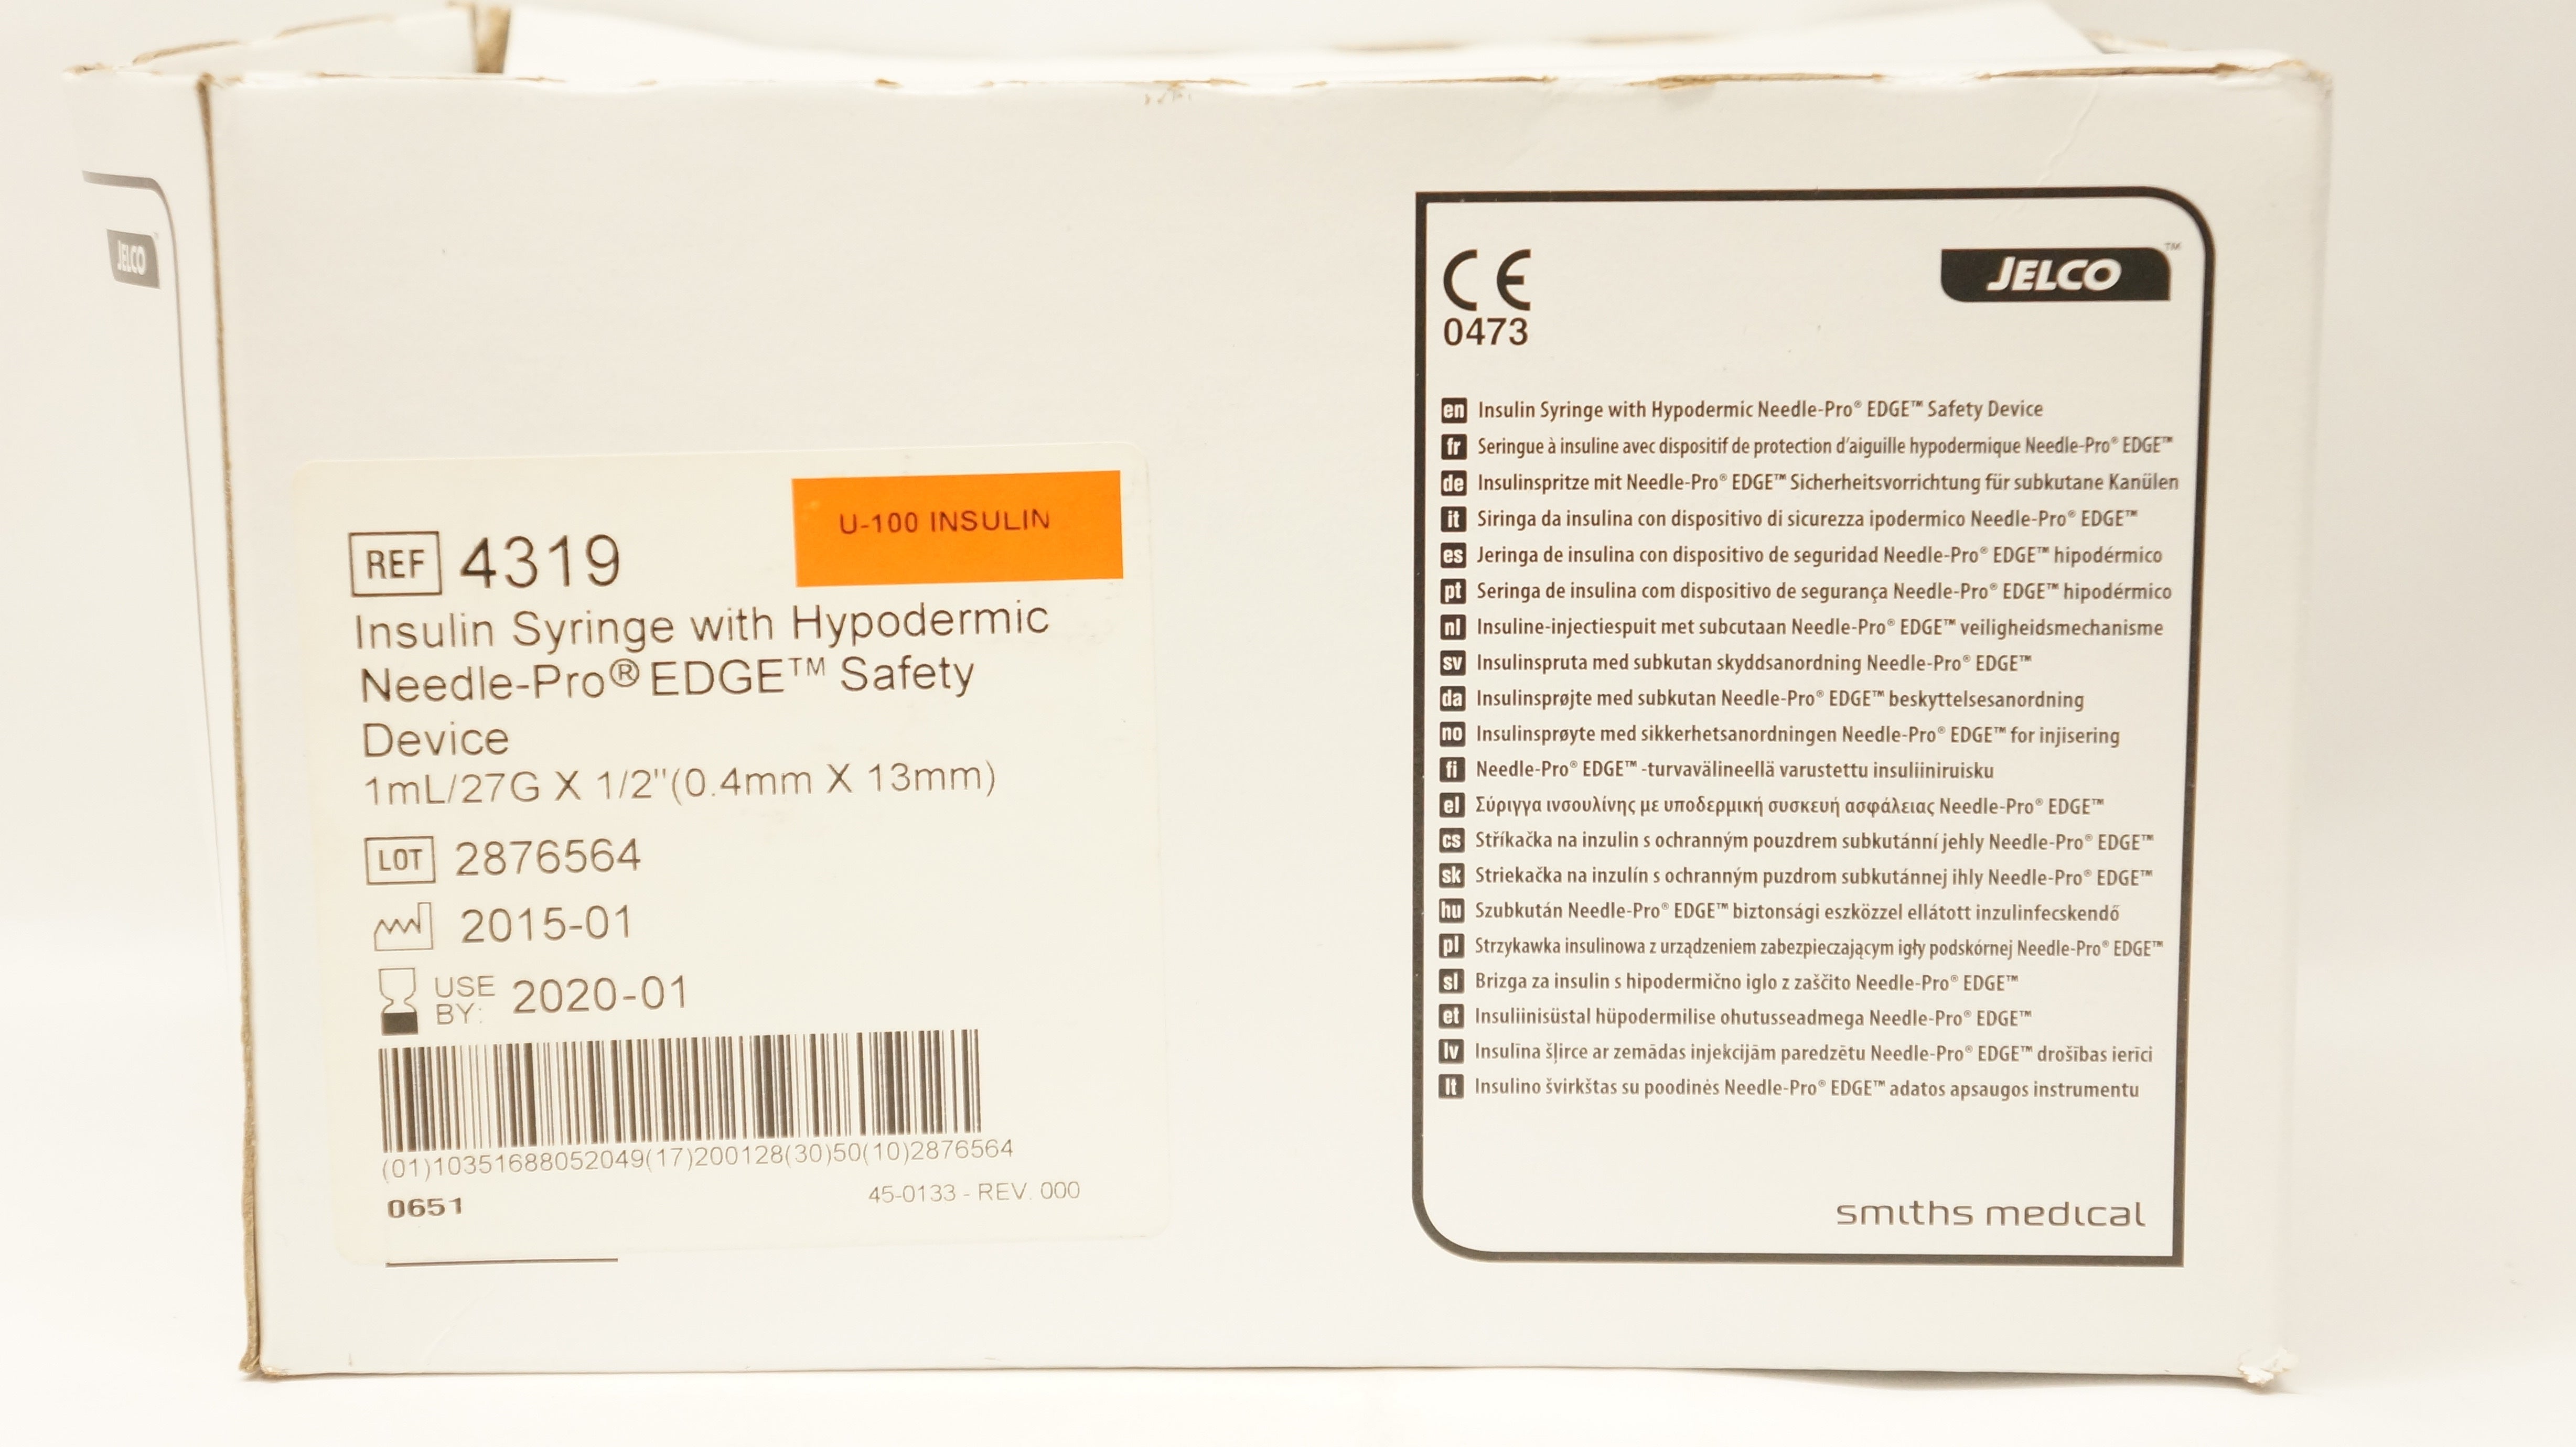 JELCO
U-100 INSULIN
REF 4319
Insulin Syringe with Hypodermic
Needle-Pro® EDGE™ Safety
Device
1mL/27G X 1/2"(0.4mm X 13mm)
LOT 2876564
2015-01
USE BY: 2020-01
(01)10351688052049(17)200128(30)50(10)2876564
0651
45-0133 - REV. 000
CE
0473
JELCO™
en Insulin Syringe with Hypodermic Needle-Pro® EDGE™ Safety Device
fr Seringue à insuline avec dispositif de protection d'aiguille hypodermique Needle-Pro® EDGE™
de Insulinspritze mit Needle-Pro® EDGE™ Sicherheitsvorrichtung für subkutane Kanülen
it Siringa da insulina con dispositivo di sicurezza ipodermico Needle-Pro® EDGE™
es Jeringa de insulina con dispositivo de seguridad Needle-Pro® EDGE™ hipodérmico
pt Seringa de insulina com dispositivo de segurança Needle-Pro® EDGE™ hipodérmico
nl Insuline-injectiespuit met subcutaan Needle-Pro® EDGE™ veiligheidsmechanisme
sv Insulinspruta med subkutan skyddsanordning Needle-Pro® EDGE™
da Insulinsprøjte med subkutan Needle-Pro® EDGE™ beskyttelsesanordning
no Insulinsprøyte med sikkerhetsanordningen Needle-Pro® EDGE™ for injisering
fi Needle-Pro® EDGE™ -turvavälineellä varustettu insuliiniruisku
el Σύριγγα ινσουλίνης με υποδερμική συσκευή ασφάλειας Needle-Pro® EDGE™
cs Stříkačka na inzulin s ochranným pouzdrem subkutánní jehly Needle-Pro® EDGE™
sk Striekačka na inzulín s ochranným puzdrom subkutánnej ihly Needle-Pro® EDGE™
hu Szubkután Needle-Pro® EDGE™ biztonsági eszközzel ellátott inzulinfecskendő
pl Strzykawka insulinowa z urządzeniem zabezpieczającym igły podskórnej Needle-Pro® EDGE™
sl Brizga za insulin s hipodermično iglo z zaščito Needle-Pro® EDGE™
et Insuliinisüstal hüpodermilise ohutusseadmega Needle-Pro® EDGE™
lv Insulīna šļirce ar zemādas injekcijām paredzētu Needle-Pro® EDGE™ drošības ierīci
lt Insulino švirkštas su poodinės Needle-Pro® EDGE™ adatos apsaugos instrumentu
smiths medical